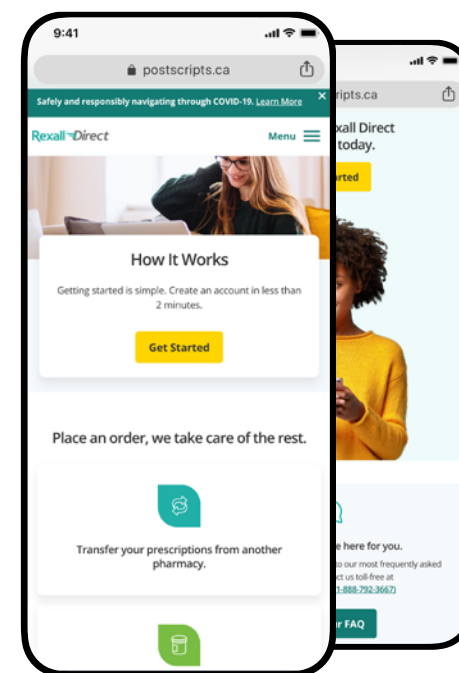 9:41
postscripts.ca
Safely and responsibly navigating through COVID-19. Learn More
Rexall Direct
Menu
How It Works
Getting started is simple. Create an account in less than
2 minutes.
Get Started
Place an order, we take care of the rest.
Transfer your prescriptions from another
pharmacy.
ripts.ca
xall Direct
today.
arted
e here for you.
to our most frequently asked
ct us toll-free at
1-888-792-3667)
r FAQ